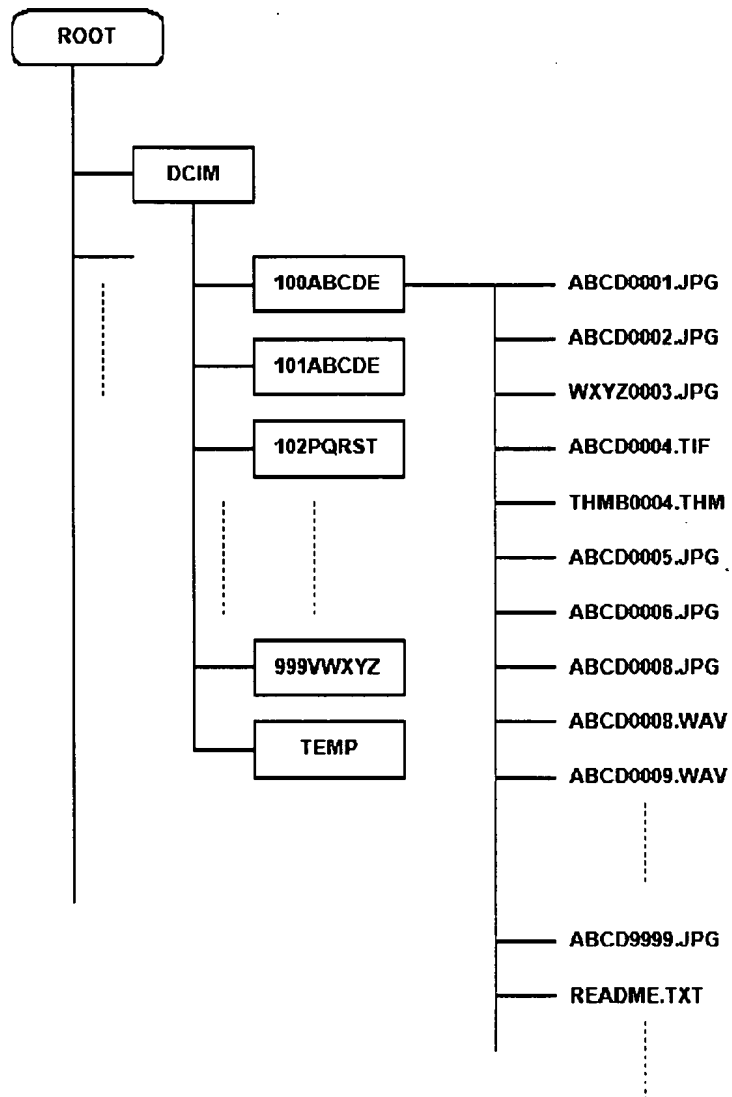 ROOT
DCIM
100ABCDE
101ABCDE
102PQRST
999VWXYZ
TEMP
ABCD0001.JPG
ABCD0002.JPG
WXYZ0003.JPG
ABCD0004.TIF
THMB0004.THM
ABCD0005.JPG
ABCD0006.JPG
ABCD0008.JPG
ABCD0008.WAV
ABCD0009.WAV
ABCD9999.JPG
README.TXT